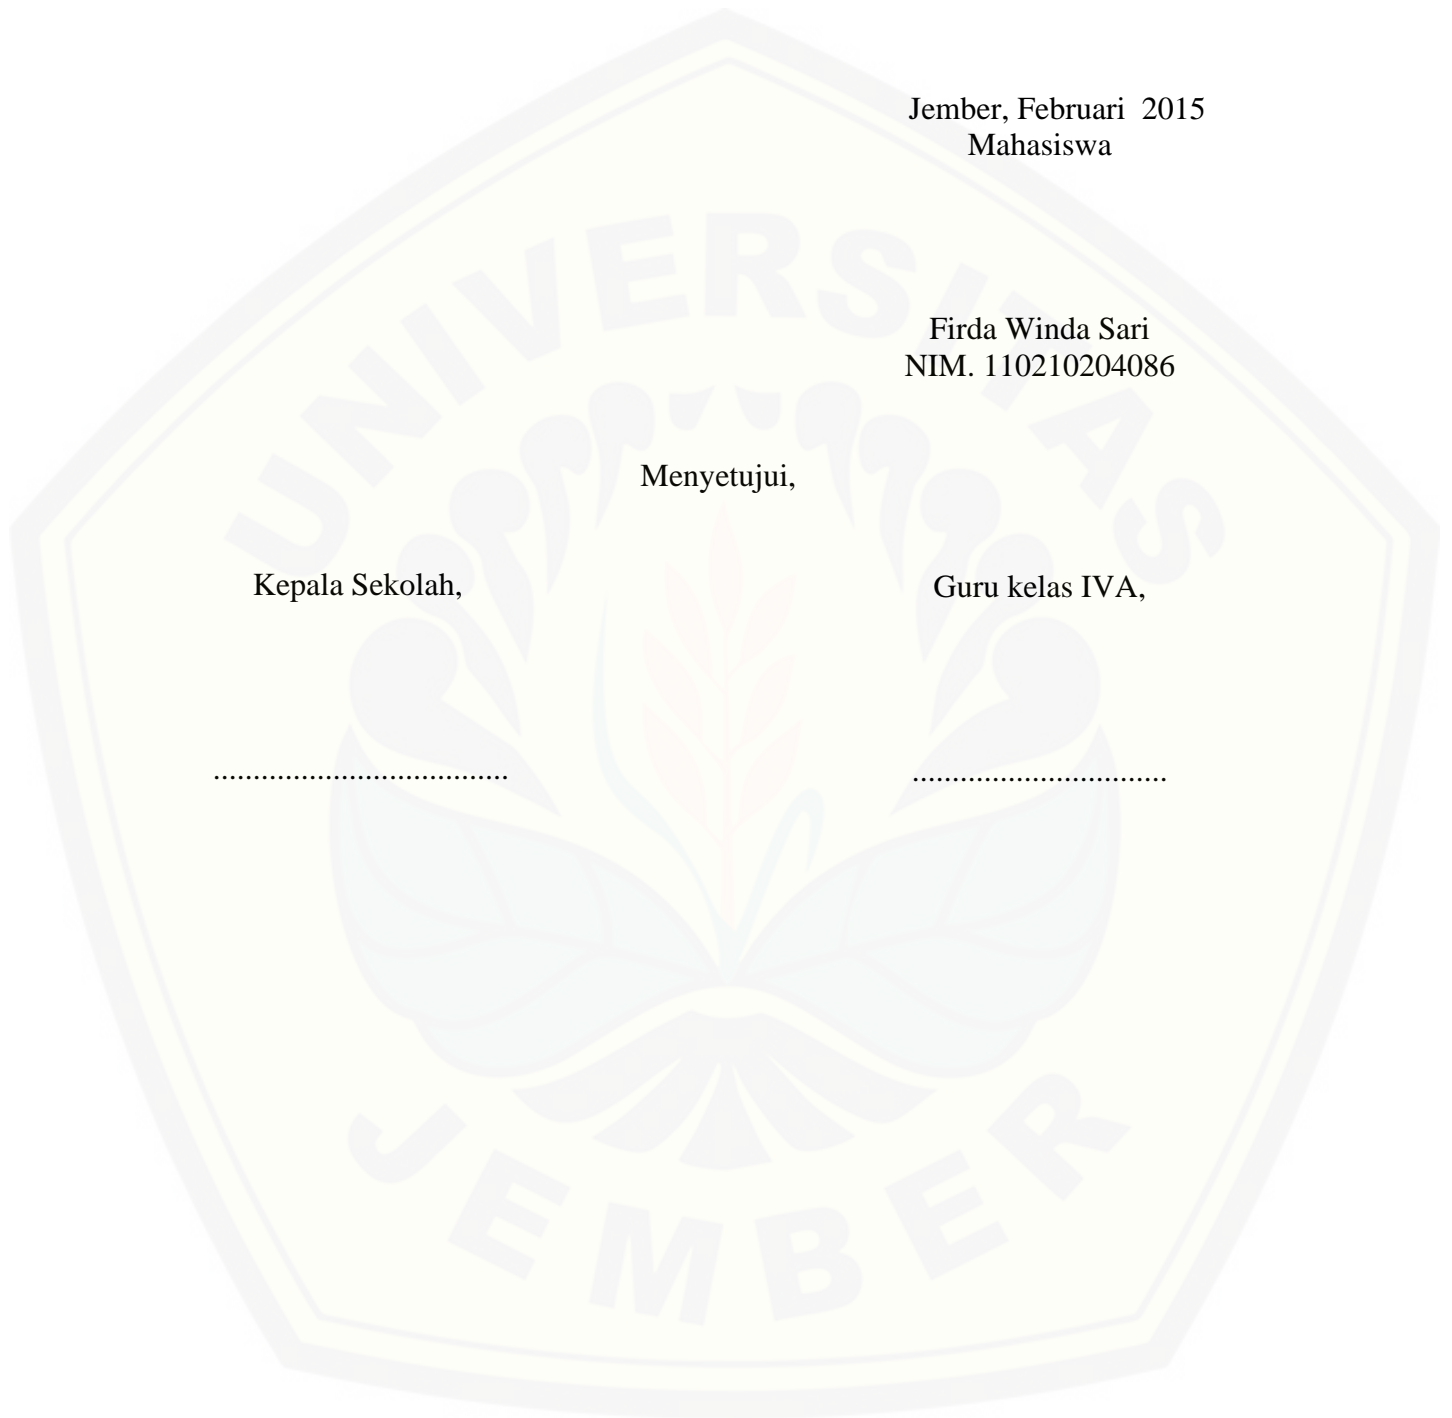 Jember, Februari  2015
Mahasiswa
Firda Winda Sari
NIM. 110210204086
Menyetujui,
Kepala Sekolah,
Guru kelas IVA,
.....................................
................................
UNIVERSITAS
JEMBER